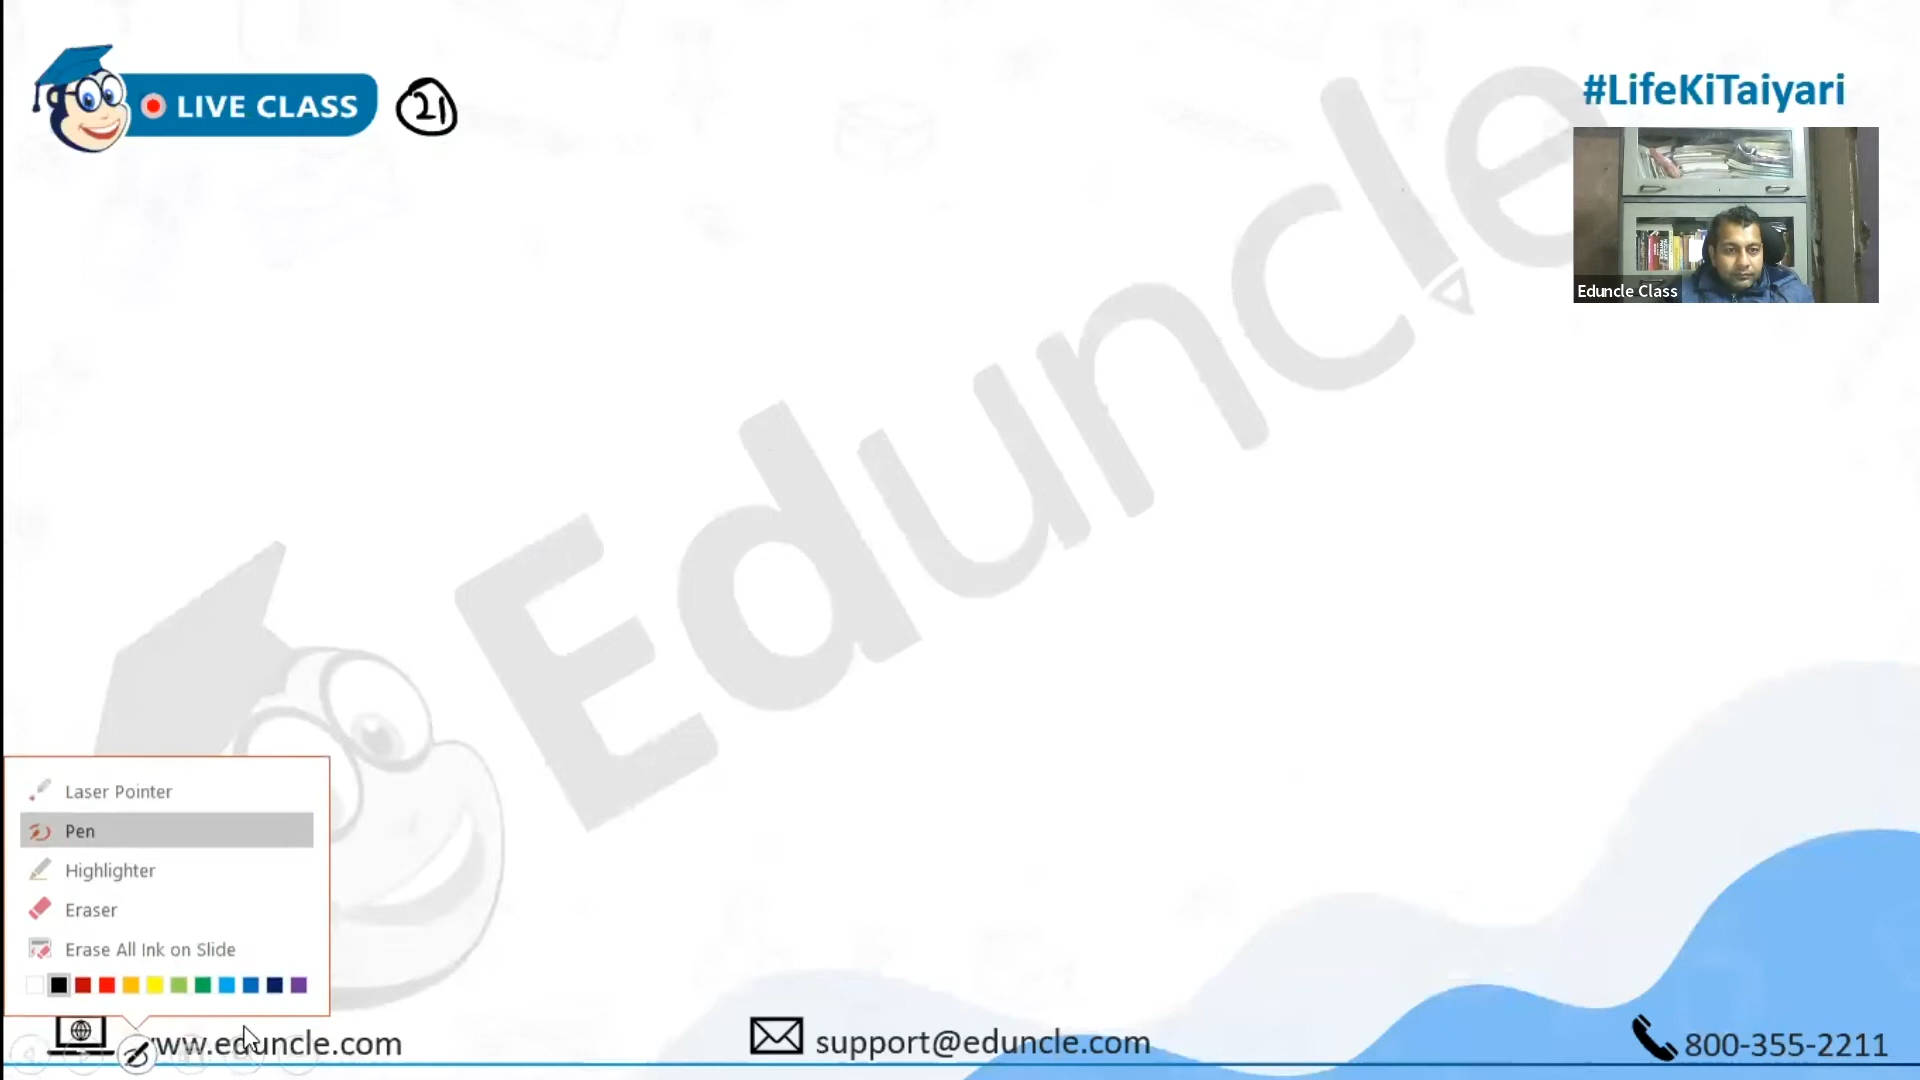 LIVE CLASS 21
#LifeKiTaiyari
Eduncle Class
Eduncle
Laser Pointer
Pen
Highlighter
Eraser
Erase All Ink on Slide
www.eduncle.com
support@eduncle.com
800-355-2211